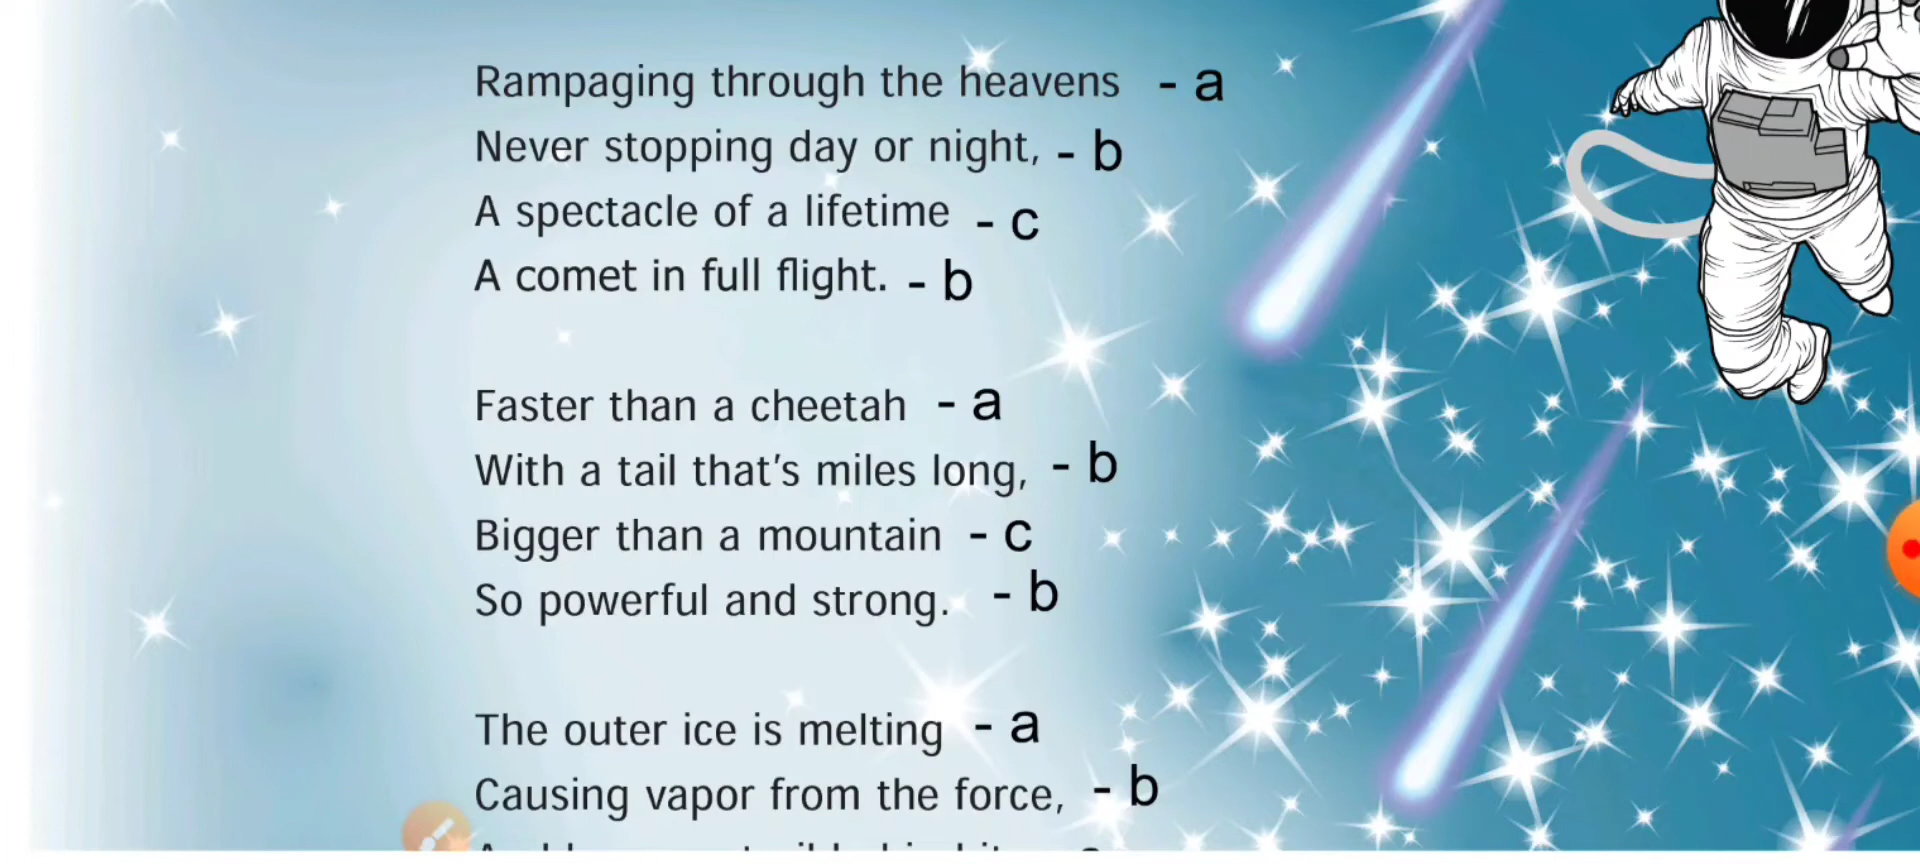 Rampaging through the heavens - a
Never stopping day or night, - b
A spectacle of a lifetime - c
A comet in full flight. - b
Faster than a cheetah - a
With a tail that's miles long, - b
Bigger than a mountain - c
So powerful and strong. - b
The outer ice is melting - a
Causing vapor from the force, - b